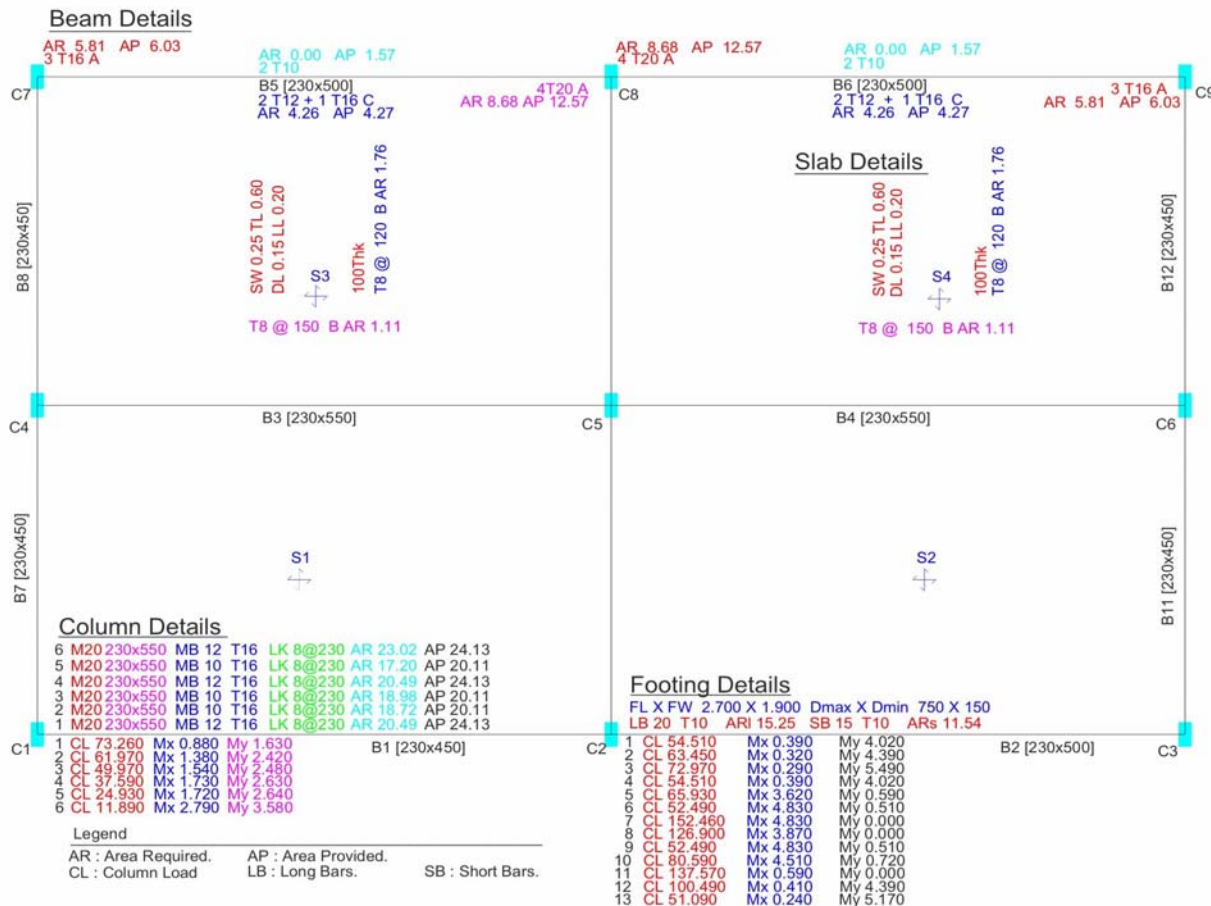 Beam Details
AR 5.81 AP 6.03
3 T16 A
AR 0.00 AP 1.57
2 T10
AR 8.68 AP 12.57
4 T20 A
AR 0.00 AP 1.57
2 T10
C7
B5 [230x500]
2 T12 + 1 T16 C
AR 4.26 AP 4.27
4T20 A
AR 8.68 AP 12.57
C8
B6 [230x500]
2 T12 + 1 T16 C
AR 4.26 AP 4.27
3 T16 A
AR 5.81 AP 6.03
C9
B8 [230x450]
SW 0.25 TL 0.60
DL 0.15 LL 0.20
S3
100Thk
T8 @ 120 B AR 1.76
T8 @ 150 B AR 1.11
Slab Details
SW 0.25 TL 0.60
DL 0.15 LL 0.20
S4
100Thk
T8 @ 120 B AR 1.76
T8 @ 150 B AR 1.11
B12 [230x450]
C4
B3 [230x550]
C5
B4 [230x550]
C6
B7 [230x450]
S1
S2
B11 [230x450]
Column Details
6 M20 230x550 MB 12 T16 LK 8@230 AR 23.02 AP 24.13
5 M20 230x550 MB 10 T16 LK 8@230 AR 17.20 AP 20.11
4 M20 230x550 MB 12 T16 LK 8@230 AR 20.49 AP 24.13
3 M20 230x550 MB 10 T16 LK 8@230 AR 18.98 AP 20.11
2 M20 230x550 MB 10 T16 LK 8@230 AR 18.72 AP 20.11
1 M20 230x550 MB 12 T16 LK 8@230 AR 20.49 AP 24.13
C1
B1 [230x450]
C2
1 CL 73.260 Mx 0.880 My 1.630
2 CL 61.970 Mx 1.380 My 2.420
3 CL 49.970 Mx 1.540 My 2.480
4 CL 37.590 Mx 1.730 My 2.630
5 CL 24.930 Mx 1.720 My 2.640
6 CL 11.890 Mx 2.790 My 3.580
Footing Details
FL X FW 2.700 X 1.900 Dmax X Dmin 750 X 150
LB 20 T10 ARl 15.25 SB 15 T10 ARs 11.54
B2 [230x500]
C3
1 CL 54.510 Mx 0.390 My 4.020
2 CL 63.450 Mx 0.320 My 4.390
3 CL 72.970 Mx 0.290 My 5.490
4 CL 54.510 Mx 0.390 My 4.020
5 CL 65.930 Mx 3.620 My 0.590
6 CL 52.490 Mx 4.830 My 0.510
7 CL 152.460 Mx 4.830 My 0.000
8 CL 126.900 Mx 3.870 My 0.000
9 CL 52.490 Mx 4.830 My 0.510
10 CL 80.590 Mx 4.510 My 0.720
11 CL 137.570 Mx 0.590 My 0.000
12 CL 100.490 Mx 0.410 My 4.390
13 CL 51.090 Mx 0.240 My 5.170
Legend
AR : Area Required. AP : Area Provided.
CL : Column Load LB : Long Bars. SB : Short Bars.